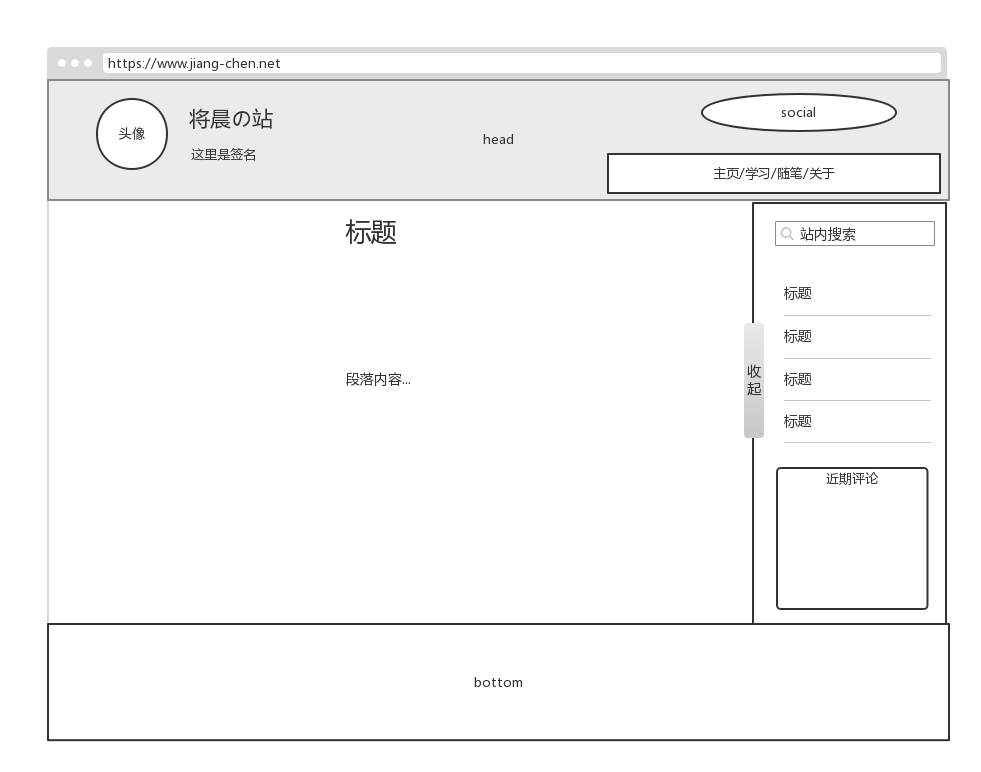 https://www.jiang-chen.net
头像
将晨の站
这里是签名
head
social
主页/学习/随笔/关于
标题
段落内容...
收
起
站内搜索
标题
标题
标题
标题
近期评论
bottom